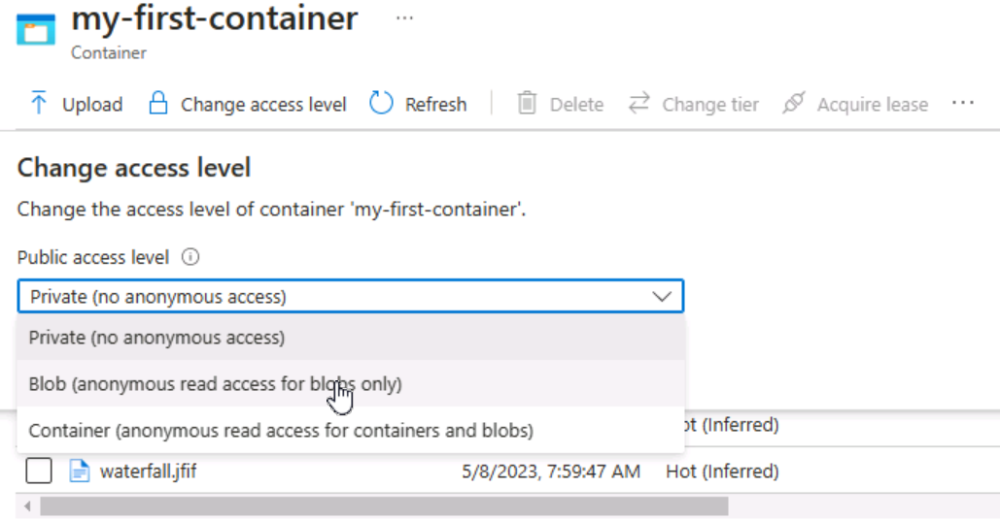 my-first-container ...
Container
Upload Change access level Refresh Delete Change tier Acquire lease ...
Change access level
Change the access level of container 'my-first-container'.
Public access level
Private (no anonymous access)
Private (no anonymous access)
Blob (anonymous read access for blobs only)
Container (anonymous read access for containers and blobs)
(Inferred)
waterfall.jfif 5/8/2023, 7:59:47 AM Hot (Inferred)